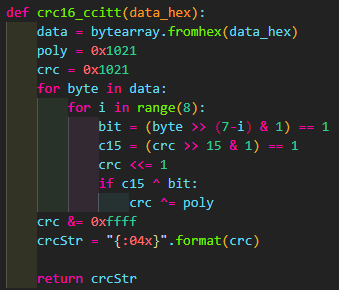 def crc16_ccitt(data_hex):
    data = bytearray.fromhex(data_hex)
    poly = 0x1021
    crc = 0x1021
    for byte in data:
        for i in range(8):
            bit = (byte >> (7-i) & 1) == 1
            c15 = (crc >> 15 & 1) == 1
            crc <<= 1
            if c15 ^ bit:
                crc ^= poly
    crc &= 0xffff
    crcStr = "{:04x}".format(crc)

    return crcStr